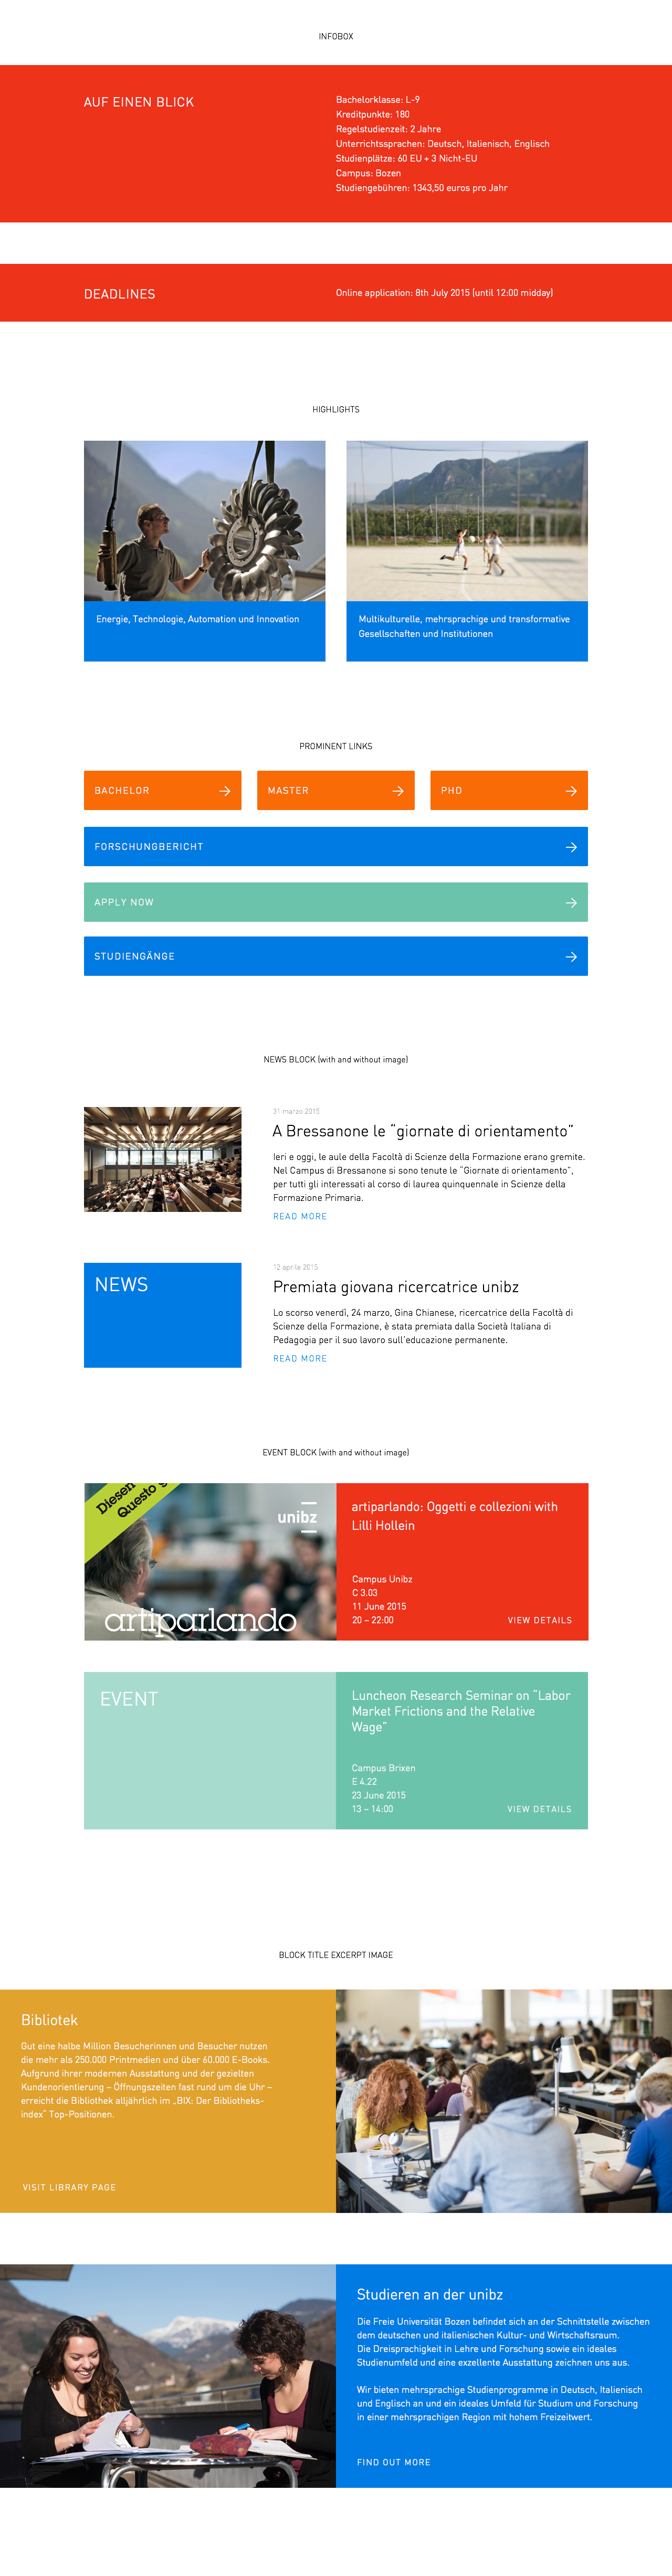 INFOBOX
AUF EINEN BLICK
Bachelorklasse: L-9
Kreditpunkte: 180
Regelstudienzeit: 2 Jahre
Unterrichtssprachen: Deutsch, Italienisch, Englisch
Studienplätze: 60 EU + 3 Nicht-EU
Campus: Bozen
Studiengebühren: 1343,50 euros pro Jahr
DEADLINES
Online application: 8th July 2015 (until 12:00 midday)
HIGHLIGHTS
Energie, Technologie, Automation und Innovation
Multikulturelle, mehrsprachige und transformative
Gesellschaften und Institutionen
PROMINENT LINKS
BACHELOR
MASTER
PHD
FORSCHUNGBERICHT
APPLY NOW
STUDIENGÄNGE
NEWS BLOCK (with and without image)
31 marzo 2015
A Bressanone le “giornate di orientamento”
Ieri e oggi, le aule della Facoltà di Scienze della Formazione erano gremite.
Nel Campus di Bressanone si sono tenute le “Giornate di orientamento”,
per tutti gli interessati al corso di laurea quinquennale in Scienze della
Formazione Primaria.
READ MORE
NEWS
12 aprile 2015
Premiata giovana ricercatrice unibz
Lo scorso venerdì, 24 marzo, Gina Chianese, ricercatrice della Facoltà di
Scienze della Formazione, è stata premiata dalla Società Italiana di
Pedagogia per il suo lavoro sull'educazione permanente.
READ MORE
EVENT BLOCK (with and without image)
Diesen
Questo g
unibz
artiparlando
artiparlando: Oggetti e collezioni with
Lilli Hollein
Campus Unibz
C 3.03
11 June 2015
20 – 22:00
VIEW DETAILS
EVENT
Luncheon Research Seminar on “Labor
Market Frictions and the Relative
Wage”
Campus Brixen
E 4.22
23 June 2015
13 – 14:00
VIEW DETAILS
BLOCK TITLE EXCERPT IMAGE
Bibliotek
Gut eine halbe Million Besucherinnen und Besucher nutzen
die mehr als 250.000 Printmedien und über 60.000 E-Books.
Aufgrund ihrer modernen Ausstattung und der gezielten
Kundenorientierung – Öffnungszeiten fast rund um die Uhr –
erreicht die Bibliothek alljährlich im „BIX: Der Bibliotheks-
index“ Top-Positionen.
VISIT LIBRARY PAGE
Studieren an der unibz
Die Freie Universität Bozen befindet sich an der Schnittstelle zwischen
dem deutschen und italienischen Kultur- und Wirtschaftsraum.
Die Dreisprachigkeit in Lehre und Forschung sowie ein ideales
Studienumfeld und eine exzellente Ausstattung zeichnen uns aus.
Wir bieten mehrsprachige Studienprogramme in Deutsch, Italienisch
und Englisch an und ein ideales Umfeld für Studium und Forschung
in einer mehrsprachigen Region mit hohem Freizeitwert.
FIND OUT MORE